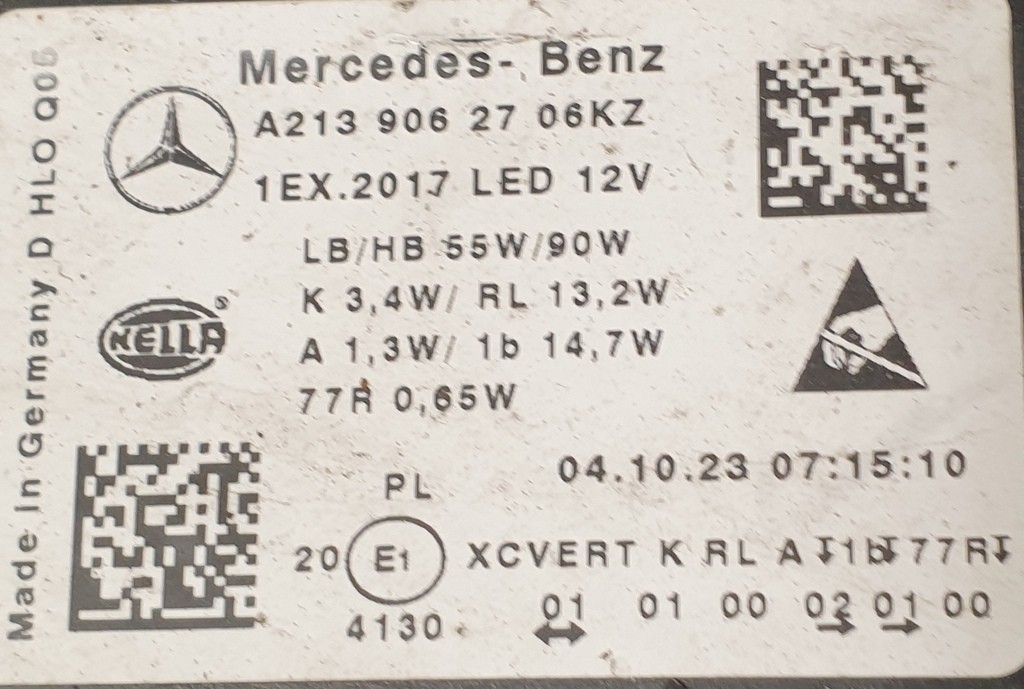 Mercedes-Benz
A213 906 27 06KZ
1EX.2017 LED 12V
LB/HB 55W/90W
K 3,4W/ RL 13,2W
A 1,3W/ 1b 14,7W
77R 0,65W
HELLA
Made in Germany D HLO Q06
04.10.23 07:15:10
PL
20 E1 XCVERT K RL A ↧1b↧77R↧
4130 01 01 00 02 01 00